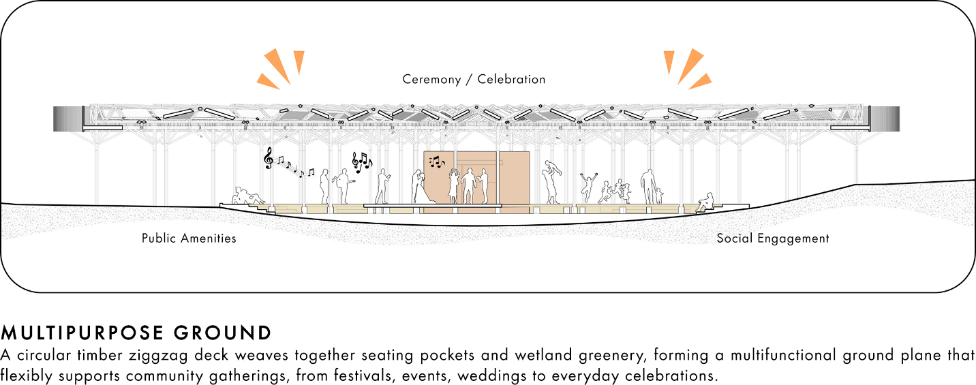 Ceremony / Celebration
Public Amenities
Social Engagement
MULTIPURPOSE GROUND
A circular timber ziggzag deck weaves together seating pockets and wetland greenery, forming a multifunctional ground plane that
flexibly supports community gatherings, from festivals, events, weddings to everyday celebrations.